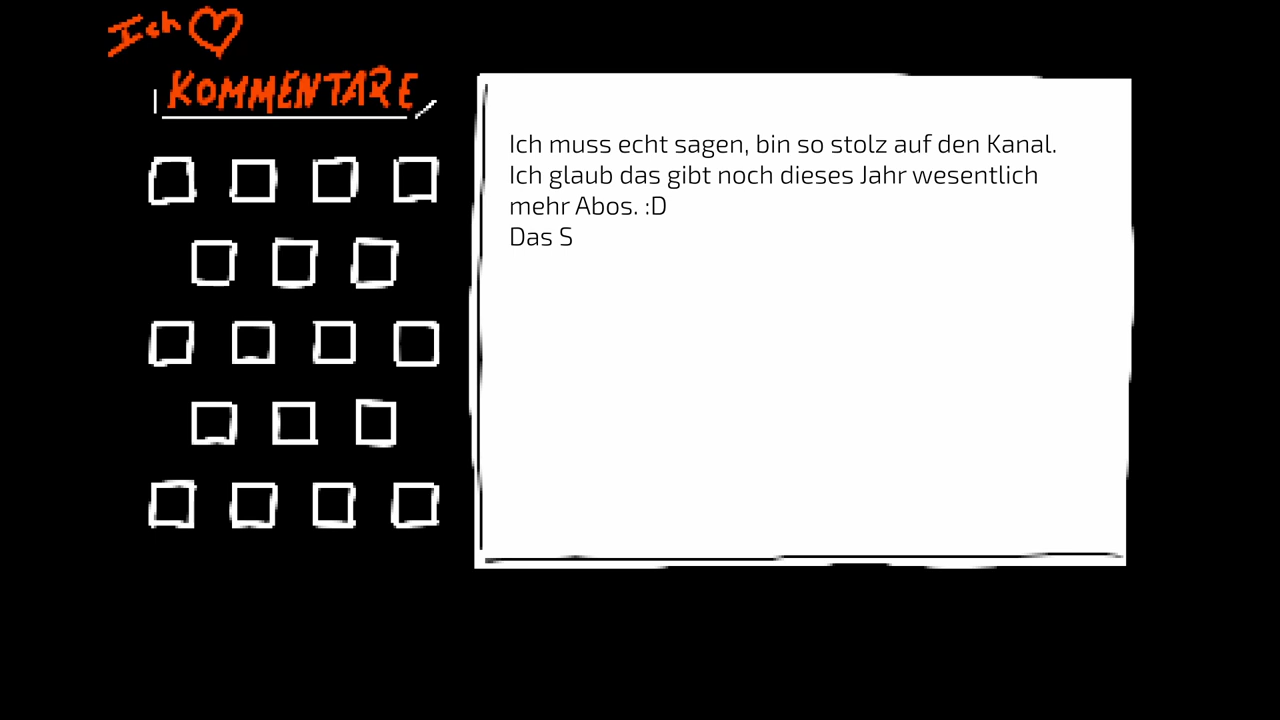 Ich
KOMMENTARE
Ich muss echt sagen, bin so stolz auf den Kanal.
Ich glaub das gibt noch dieses Jahr wesentlich
mehr Abos. :D
Das S